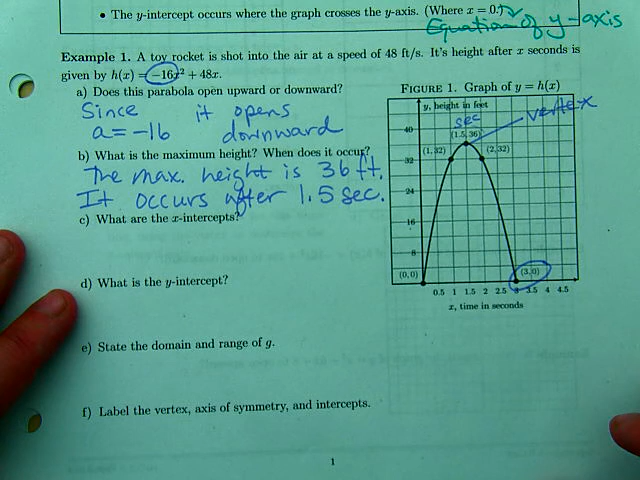 • The y-intercept occurs where the graph crosses the y-axis. (Where x = 0.)
Equation of y-axis
Example 1. A toy rocket is shot into the air at a speed of 48 ft/s. It's height after x seconds is
given by h(x) = −16x² + 48x.
a) Does this parabola open upward or downward?
Since it opens
a = -16 downward
b) What is the maximum height? When does it occur?
The max. height is 36 ft.
It occurs after 1.5 sec.
c) What are the x-intercepts?
d) What is the y-intercept?
e) State the domain and range of g.
f) Label the vertex, axis of symmetry, and intercepts.
Figure 1. Graph of y = h(x)
y, height in feet
sec
vertex
(1.5, 36)
(1, 32)
(2, 32)
(0, 0)
(3, 0)
40
32
24
16
8
0.5 1 1.5 2 2.5 3 3.5 4 4.5
x, time in seconds
1